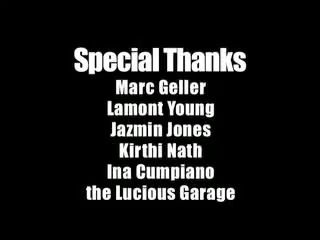 Special Thanks
Marc Geller
Lamont Young
Jazmin Jones
Kirthi Nath
Ina Cumpiano
the Lucious Garage